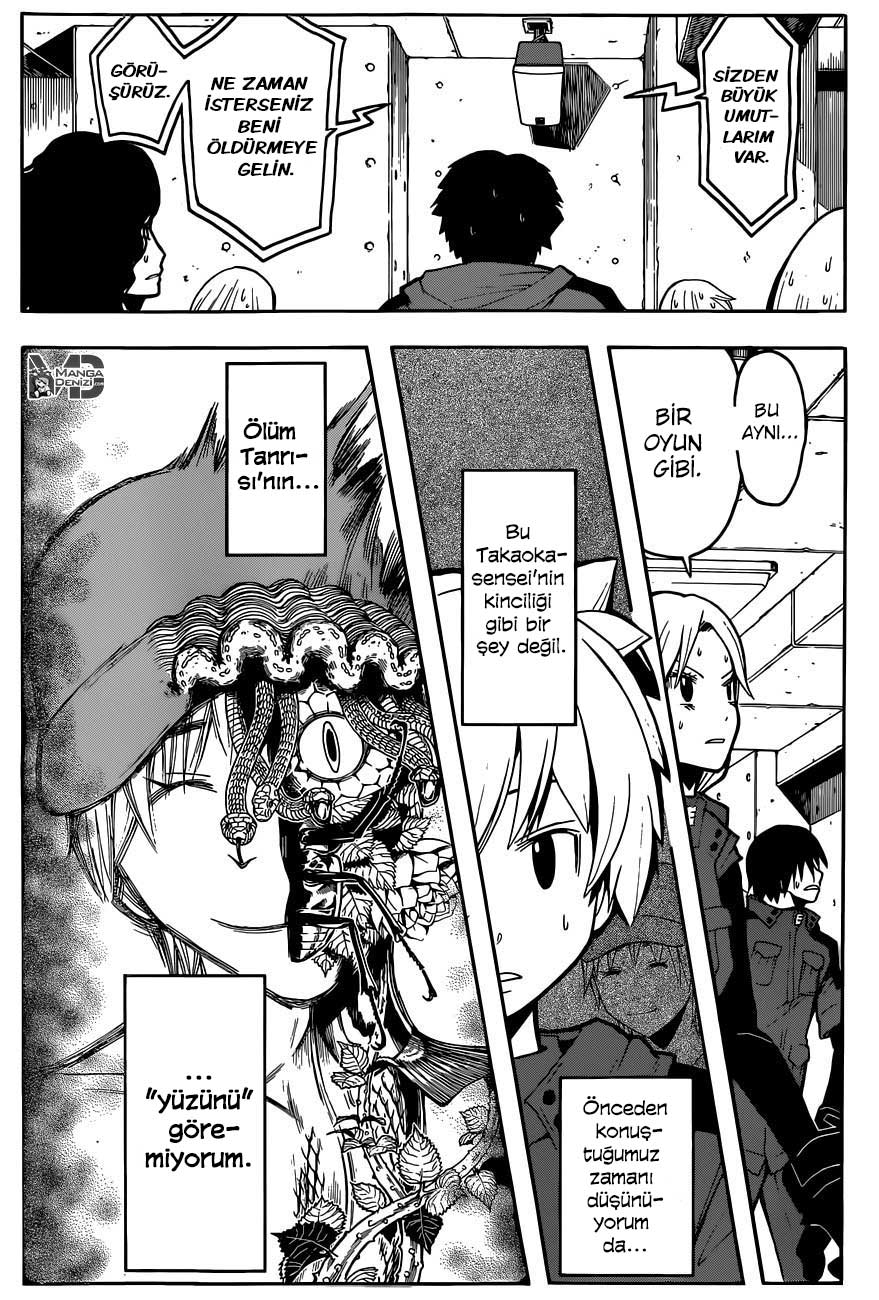 SİZDEN
BÜYÜK
UMUT-
LARIM
VAR.
NE ZAMAN
İSTERSENİZ
BENİ
ÖLDÜRMEYE
GELİN.
GÖRÜ-
ŞÜRÜZ.
BU
AYNI...
BİR
OYUN
GİBİ.
Bu
Takaoka-
sensei'nin
kinciliği
gibi bir
şey değil.
Önceden
konuş-
tuğumuz
zamanı
düşünü-
yorum
da...
Ölüm
Tanrı-
sı'nın...
...
"yüzünü"
göre-
miyorum.
MD
MANGA
DENİZİ
.COM